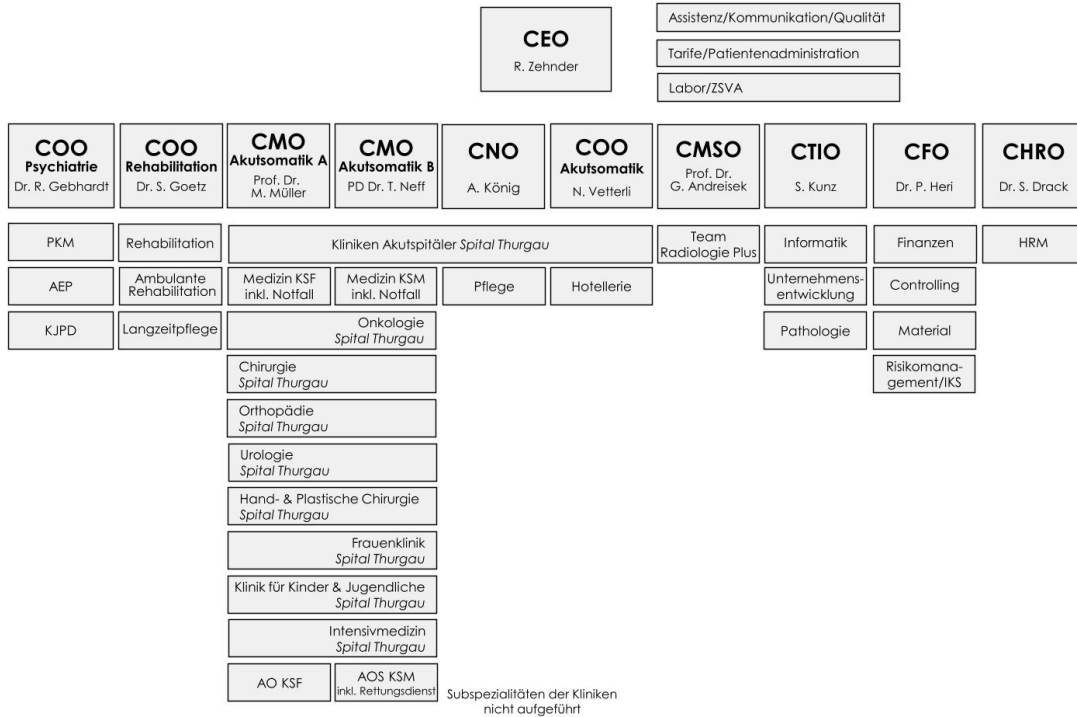 CEO
R. Zehnder
Assistenz/Kommunikation/Qualität
Tarife/Patientenadministration
Labor/ZSVA
COO
Psychiatrie
Dr. R. Gebhardt
COO
Rehabilitation
Dr. S. Goetz
CMO
Akutsomatik A
Prof. Dr.
M. Müller
CMO
Akutsomatik B
PD Dr. T. Neff
CNO
A. König
COO
Akutsomatik
N. Vetterli
CMSO
Prof. Dr.
G. Andreisek
CTIO
S. Kunz
CFO
Dr. P. Heri
CHRO
Dr. S. Drack
PKM
Rehabilitation
Kliniken Akutspitäler Spital Thurgau
Team
Radiologie Plus
Informatik
Finanzen
HRM
AEP
Ambulante
Rehabilitation
Medizin KSF
inkl. Notfall
Medizin KSM
inkl. Notfall
Pflege
Hotellerie
Unternehmens-
entwicklung
Controlling
KJPD
Langzeitpflege
Onkologie
Spital Thurgau
Pathologie
Material
Chirurgie
Spital Thurgau
Risikomana-
gement/IKS
Orthopädie
Spital Thurgau
Urologie
Spital Thurgau
Hand- & Plastische Chirurgie
Spital Thurgau
Frauenklinik
Spital Thurgau
Klinik für Kinder & Jugendliche
Spital Thurgau
Intensivmedizin
Spital Thurgau
AO KSF
AOS KSM
inkl. Rettungsdienst
Subspezialitäten der Kliniken
nicht aufgeführt